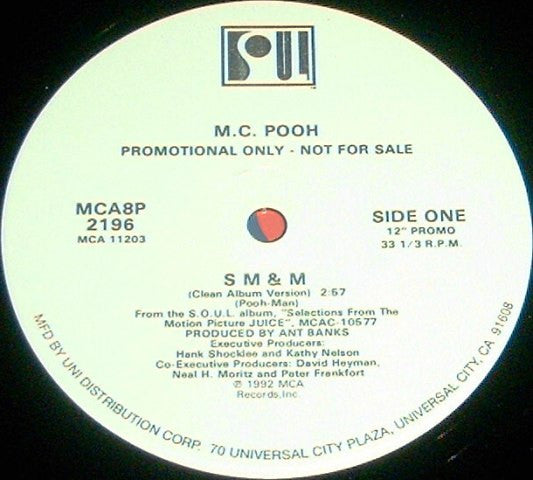 SOUL
M.C. POOH
PROMOTIONAL ONLY - NOT FOR SALE
MCA8P
2196
MCA 11203
SIDE ONE
12" PROMO
33 1/3 R.P.M.
S M & M
(Clean Album Version) 2:57
(Pooh-Man)
From the S.O.U.L album, "Selections From The
Motion Picture JUICE", MCAC-10577
PRODUCED BY ANT BANKS
Executive Producers:
Hank Shocklee and Kathy Nelson
Co-Executive Producers: David Heyman,
Neal H. Moritz and Peter Frankfort
℗ 1992 MCA
Records,Inc
MFD BY UNI DISTRIBUTION CORP. 70 UNIVERSAL CITY PLAZA, UNIVERSAL CITY, CA 91608